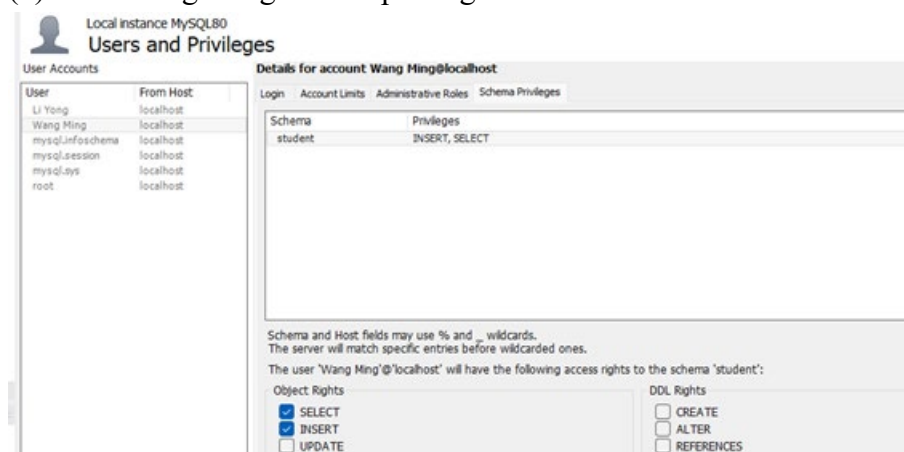 Local instance MySQL80
Users and Privileges
User Accounts
User From Host
Li Yong localhost
Wang Ming localhost
mysql.infoschema localhost
mysql.session localhost
mysql.sys localhost
root localhost
Details for account Wang Ming@localhost
Login Account Limits Administrative Roles Schema Privileges
Schema Privileges
student INSERT, SELECT
Schema and Host fields may use % and _ wildcards.
The server will match specific entries before wildcarded ones.
The user 'Wang Ming'@'localhost' will have the following access rights to the schema 'student':
Object Rights
SELECT
INSERT
UPDATE
DDL Rights
CREATE
ALTER
REFERENCES